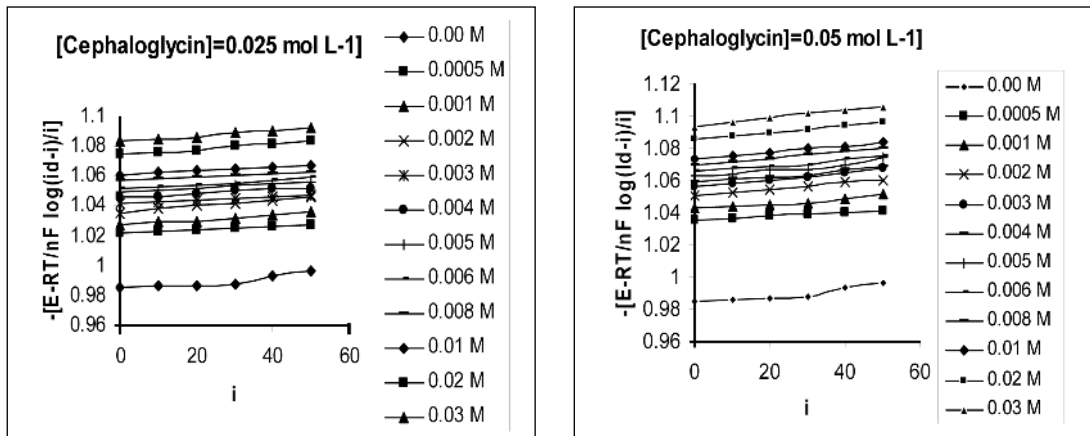 [Cephaloglycin]=0.025 mol L-1]
-[E-RT/nF log(id-i)/i]
1.1
1.08
1.06
1.04
1.02
1
0.98
0.96
0 20 40 60
i
0.00 M
0.0005 M
0.001 M
0.002 M
0.003 M
0.004 M
0.005 M
0.006 M
0.008 M
0.01 M
0.02 M
0.03 M
[Cephaloglycin]=0.05 mol L-1]
-[E-RT/nF log(Id-i)/i]
1.12
1.1
1.08
1.06
1.04
1.02
1
0.98
0.96
0 20 40 60
i
0.00 M
0.0005 M
0.001 M
0.002 M
0.003 M
0.004 M
0.005 M
0.006 M
0.008 M
0.01 M
0.02 M
0.03 M